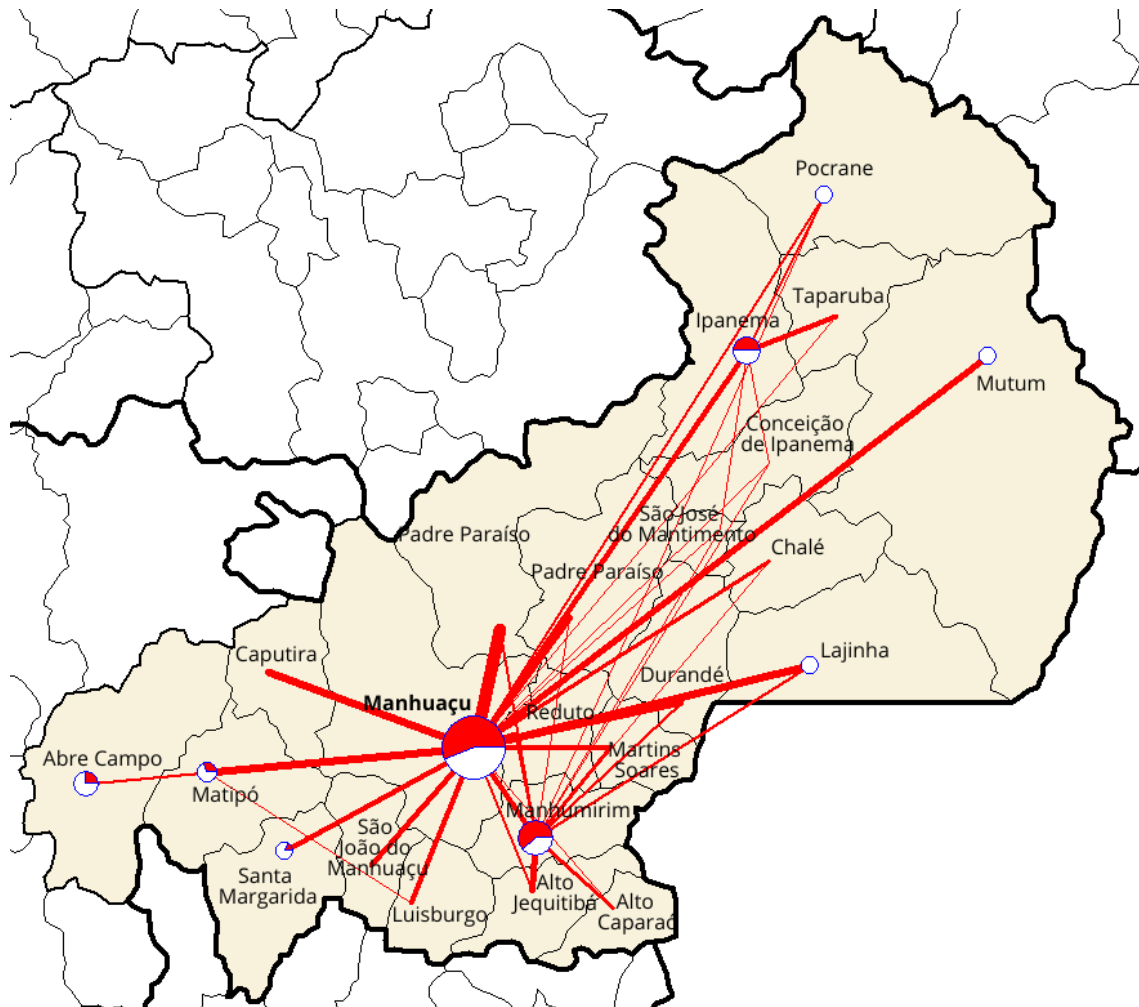 Pocrane
Taparuba
Ipanema
Mutum
Conceição
de Ipanema
São José
do Mantimento
Padre Paraíso
Chalé
Padre Paraíso
Caputira
Lajinha
Durandé
Manhuaçu
Reduto
Martins
Soares
Abre Campo
Matipó
Manhumirim
São
João do
Manhuaçu
Santa
Margarida
Alto
Jequitibá
Luisburgo
Alto
Caparaó